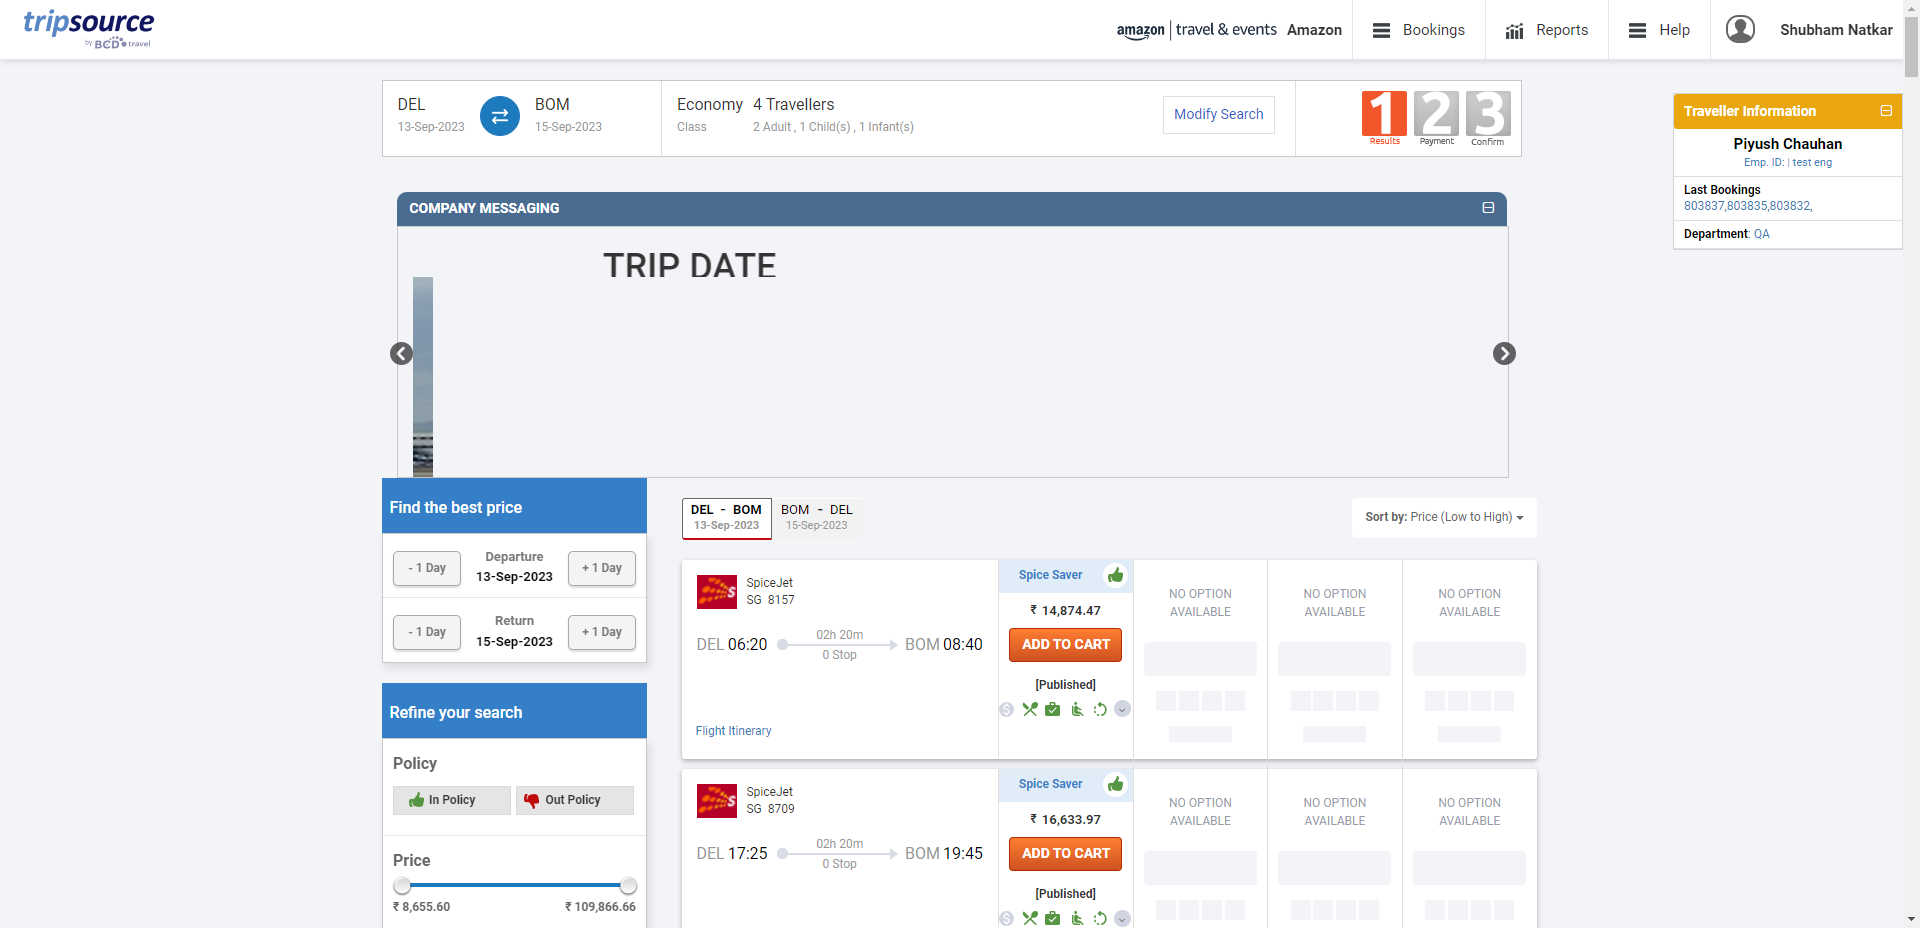 tripsource
by BCD travel
amazon | travel & events Amazon
Bookings
Reports
Help
Shubham Natkar
DEL
13-Sep-2023
BOM
15-Sep-2023
Economy
Class
4 Travellers
2 Adult , 1 Child(s) , 1 Infant(s)
Modify Search
1
Results
2
Payment
3
Confirm
Traveller Information
Piyush Chauhan
Emp. ID: | test eng
Last Bookings
803837,803835,803832,
Department: QA
COMPANY MESSAGING
TRIP DATE
Find the best price
- 1 Day
Departure
13-Sep-2023
+ 1 Day
- 1 Day
Return
15-Sep-2023
+ 1 Day
Refine your search
Policy
In Policy
Out Policy
Price
₹ 8,655.60
₹ 109,866.66
DEL - BOM
13-Sep-2023
BOM - DEL
15-Sep-2023
Sort by: Price (Low to High)
SpiceJet
SG 8157
DEL 06:20
02h 20m
0 Stop
BOM 08:40
Flight Itinerary
Spice Saver
₹ 14,874.47
ADD TO CART
[Published]
NO OPTION
AVAILABLE
NO OPTION
AVAILABLE
NO OPTION
AVAILABLE
SpiceJet
SG 8709
DEL 17:25
02h 20m
0 Stop
BOM 19:45
Spice Saver
₹ 16,633.97
ADD TO CART
[Published]
NO OPTION
AVAILABLE
NO OPTION
AVAILABLE
NO OPTION
AVAILABLE